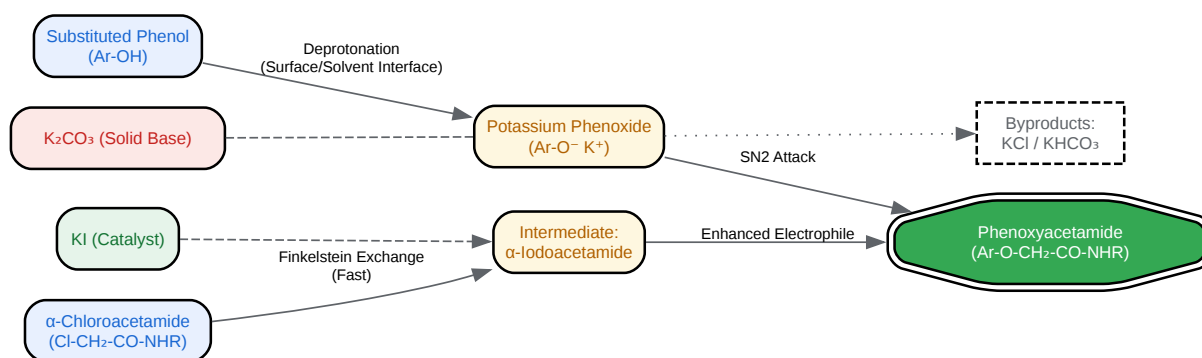 Substituted Phenol
(Ar-OH)
Deprotonation
(Surface/Solvent Interface)
K₂CO₃ (Solid Base)
Potassium Phenoxide
(Ar-O⁻ K⁺)
Byproducts:
KCl / KHCO₃
SN2 Attack
KI (Catalyst)
Finkelstein Exchange
(Fast)
Intermediate:
α-Iodoacetamide
Enhanced Electrophile
Phenoxyacetamide
(Ar-O-CH₂-CO-NHR)
α-Chloroacetamide
(Cl-CH₂-CO-NHR)